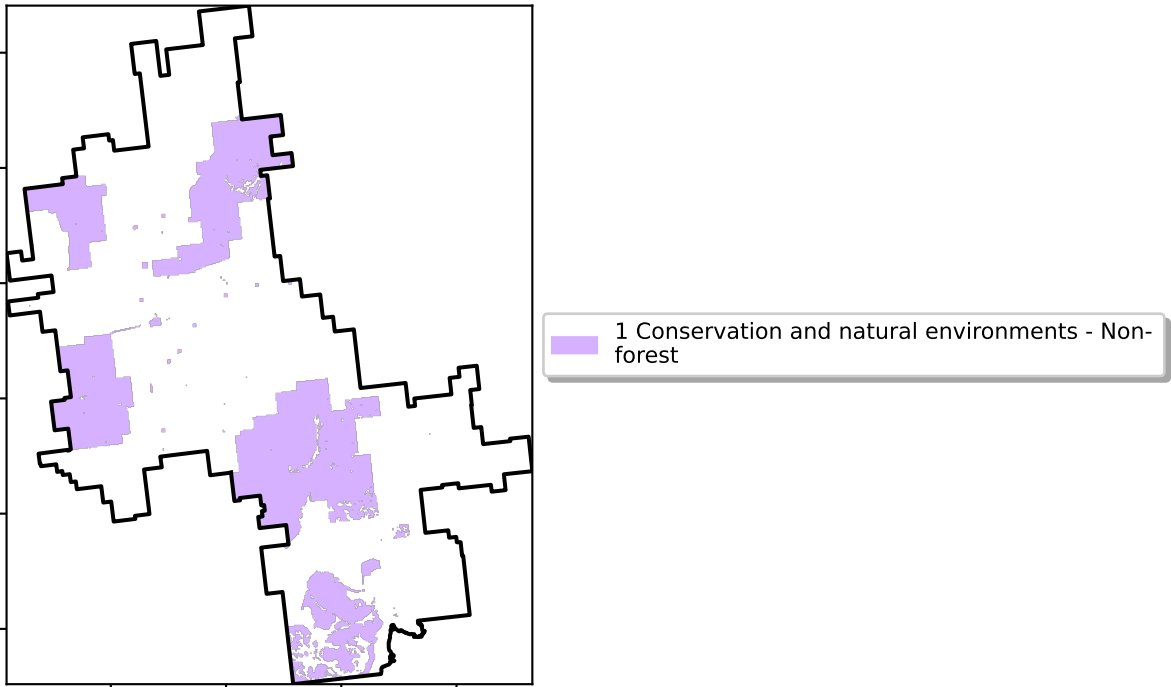 1 Conservation and natural environments - Non-
forest